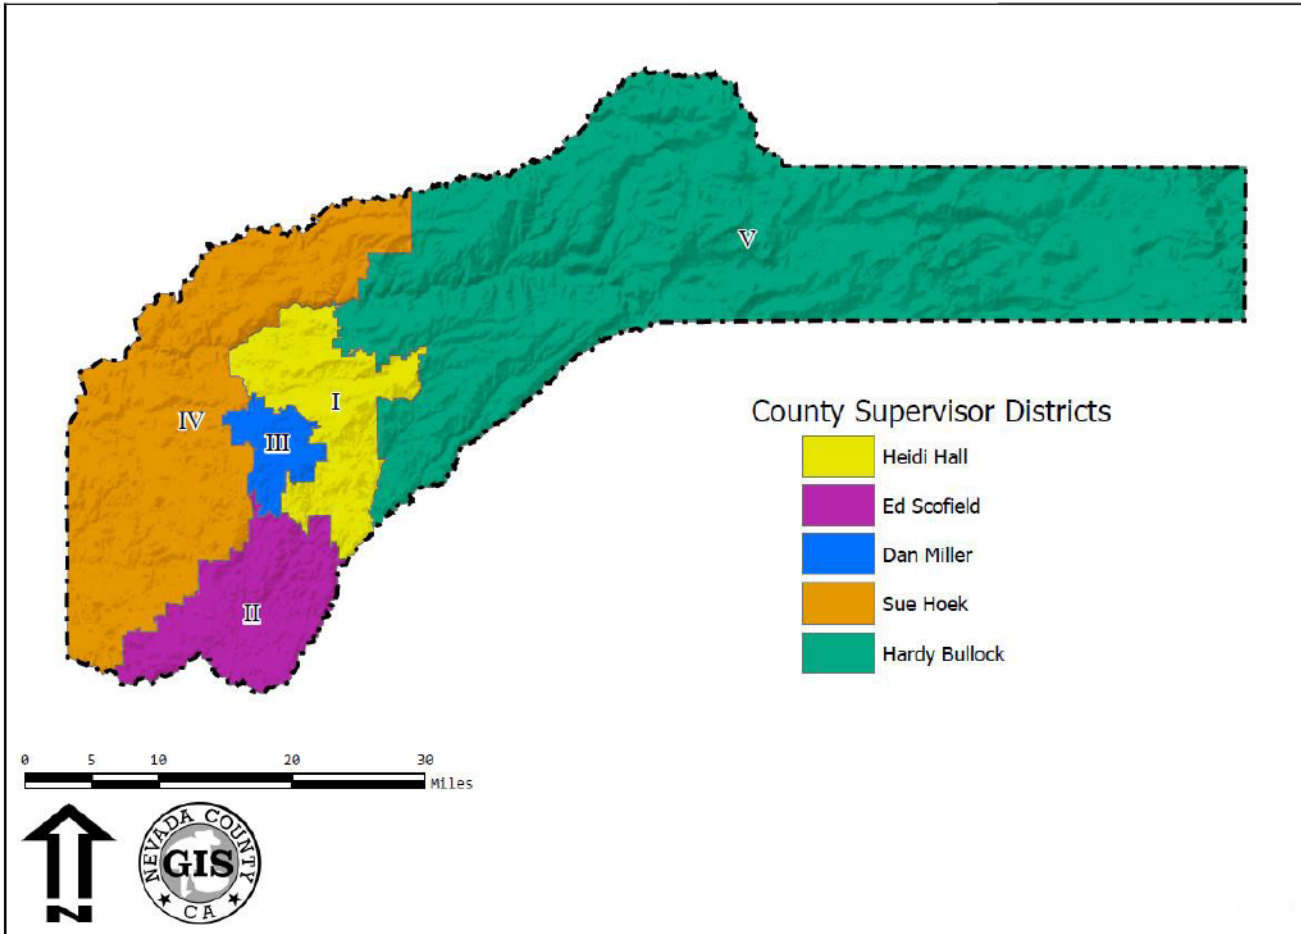 V
I
IV
III
II
County Supervisor Districts
Heidi Hall
Ed Scofield
Dan Miller
Sue Hoek
Hardy Bullock
0 5 10 20 30
Miles
N
NEVADA COUNTY
GIS
CA